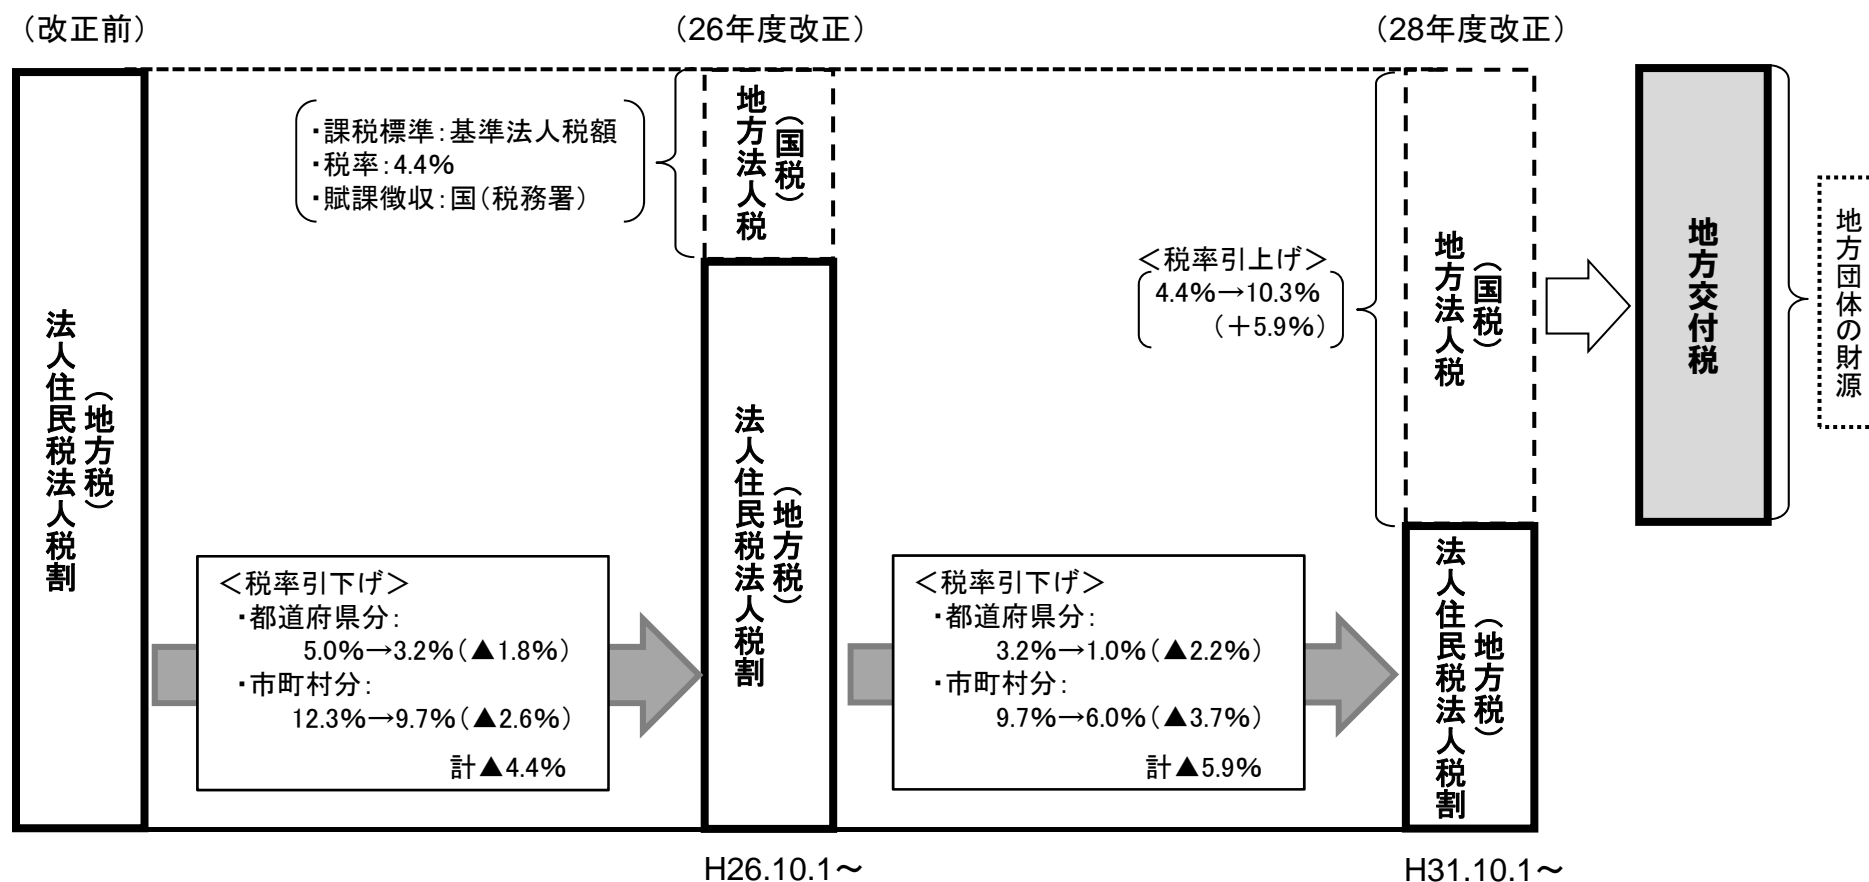 （改正前）
（26年度改正）
（28年度改正）
法人住民税法人税割
（地方税）
・課税標準：基準法人税額
・税率：4.4%
・賦課徴収：国（税務署）
地方法人税
（国税）
＜税率引下げ＞
・都道府県分：
5.0%→3.2%（▲1.8%）
・市町村分：
12.3%→9.7%（▲2.6%）
計▲4.4%
法人住民税法人税割
（地方税）
H26.10.1～
＜税率引上げ＞
4.4%→10.3%
（＋5.9%）
地方法人税
（国税）
＜税率引下げ＞
・都道府県分：
3.2%→1.0%（▲2.2%）
・市町村分：
9.7%→6.0%（▲3.7%）
計▲5.9%
法人住民税法人税割
（地方税）
H31.10.1～
地方交付税
地方団体の財源